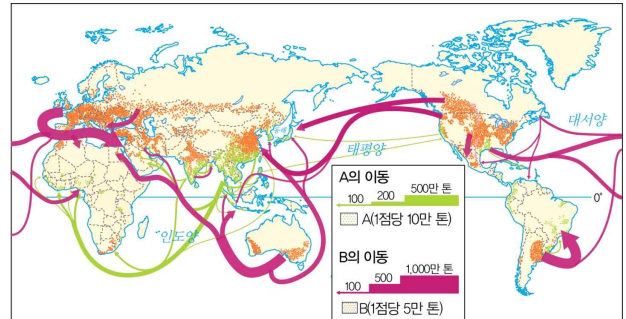 대서양
태평양
인도양
0°
A의 이동
100 200 500만 톤
A(1점당 10만 톤)
B의 이동
100 500 1,000만 톤
B(1점당 5만 톤)